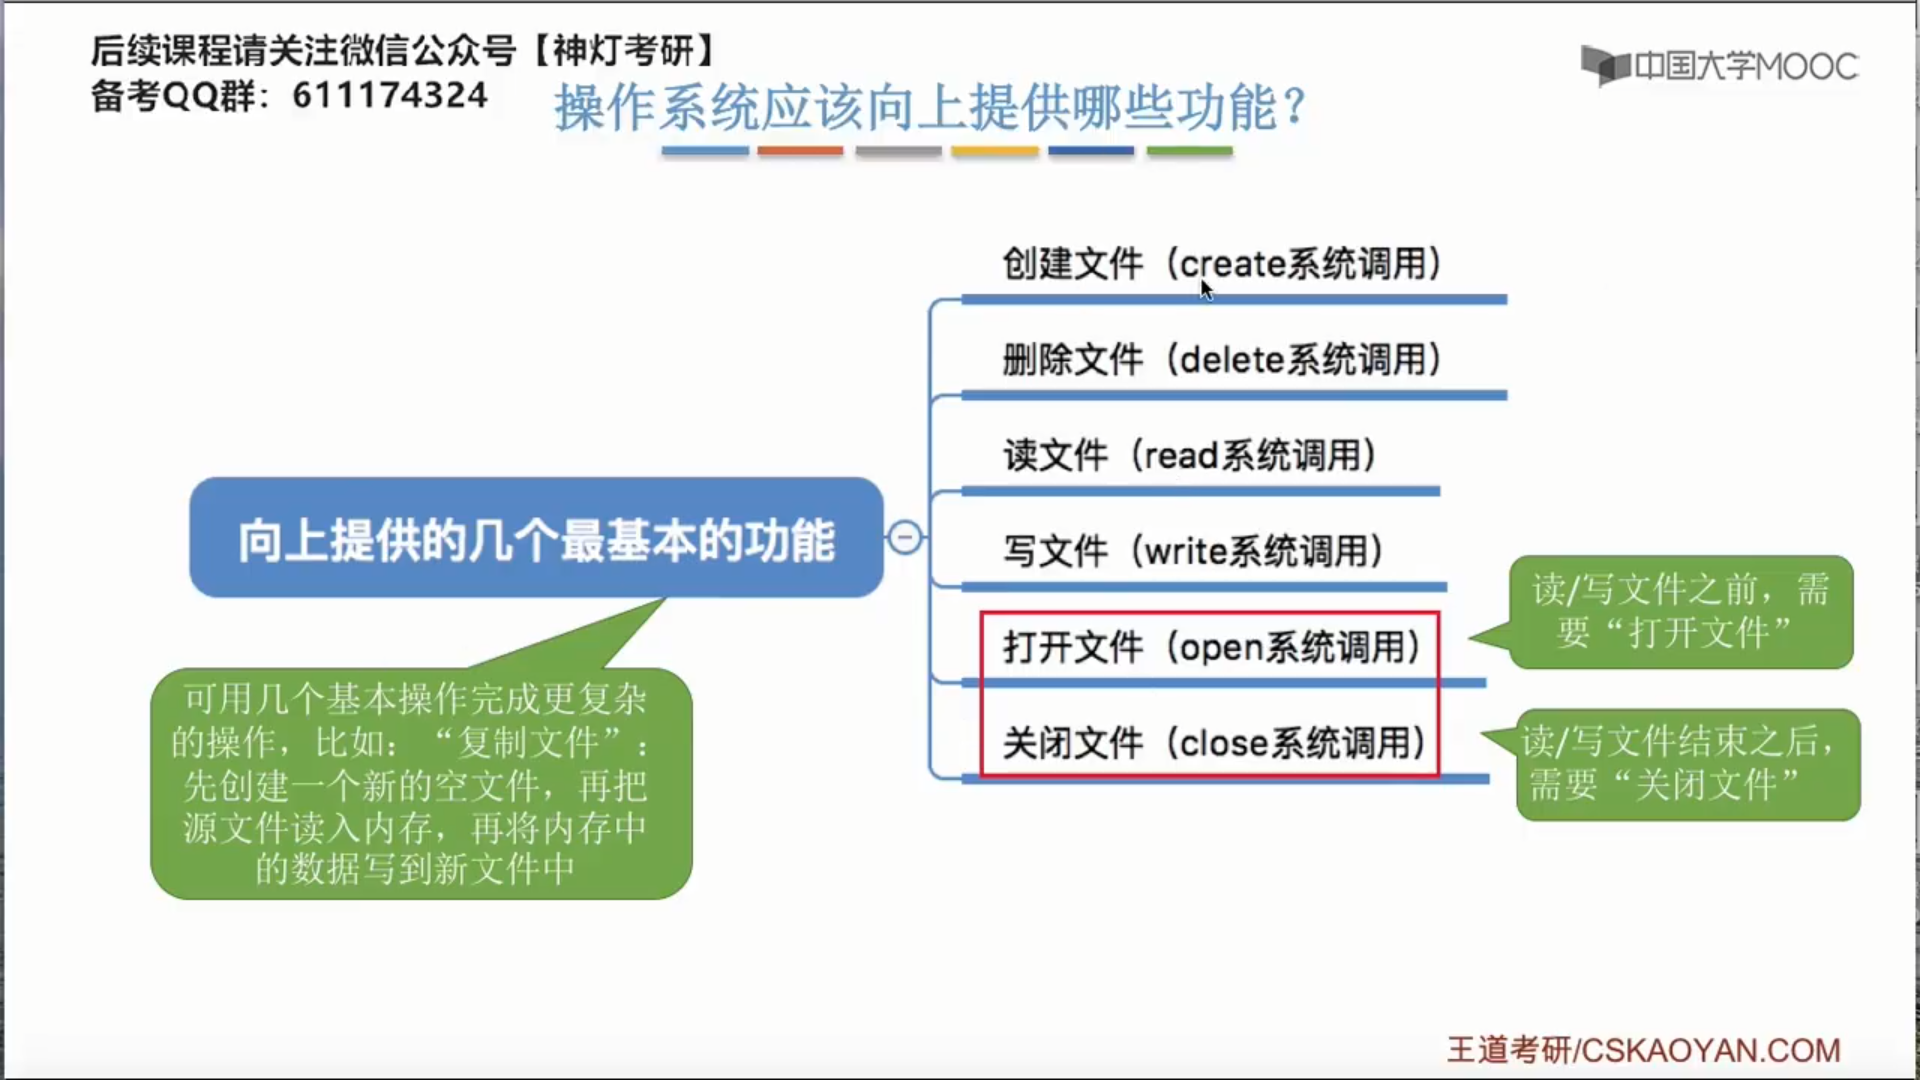 后续课程请关注微信公众号【神灯考研】
备考QQ群：611174324
中国大学MOOC
操作系统应该向上提供哪些功能？
向上提供的几个最基本的功能
创建文件（create系统调用）
删除文件（delete系统调用）
读文件（read系统调用）
写文件（write系统调用）
打开文件（open系统调用）
关闭文件（close系统调用）
读/写文件之前，需
要“打开文件”
读/写文件结束之后，
需要“关闭文件”
可用几个基本操作完成更复杂
的操作，比如：“复制文件”：
先创建一个新的空文件，再把
源文件读入内存，再将内存中
的数据写到新文件中
王道考研/CSKAOYAN.COM